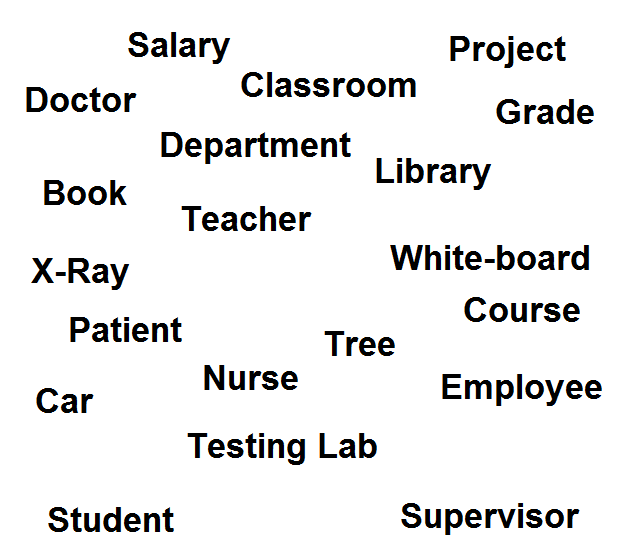 Salary
Project
Classroom
Doctor
Grade
Department
Library
Book
Teacher
White-board
X-Ray
Course
Patient
Tree
Nurse
Employee
Car
Testing Lab
Supervisor
Student